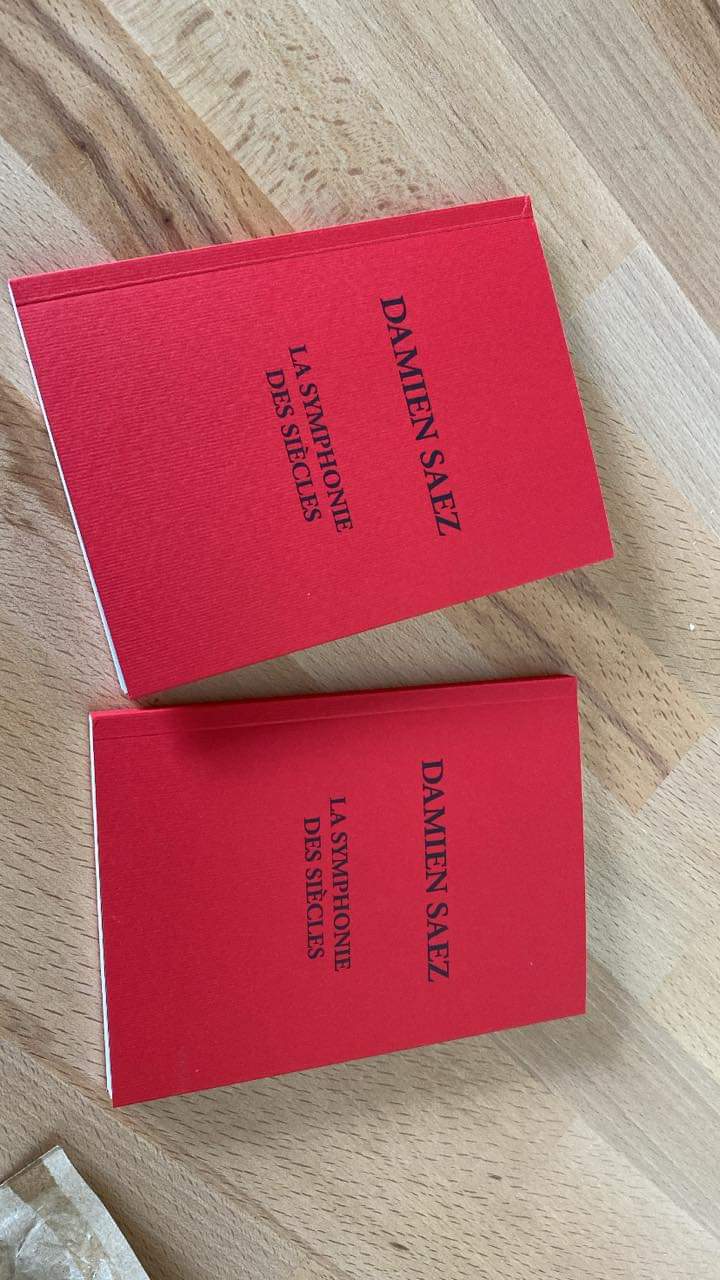 DAMIEN SAEZ
LA SYMPHONIE
DES SIÈCLES
DAMIEN SAEZ
LA SYMPHONIE
DES SIÈCLES